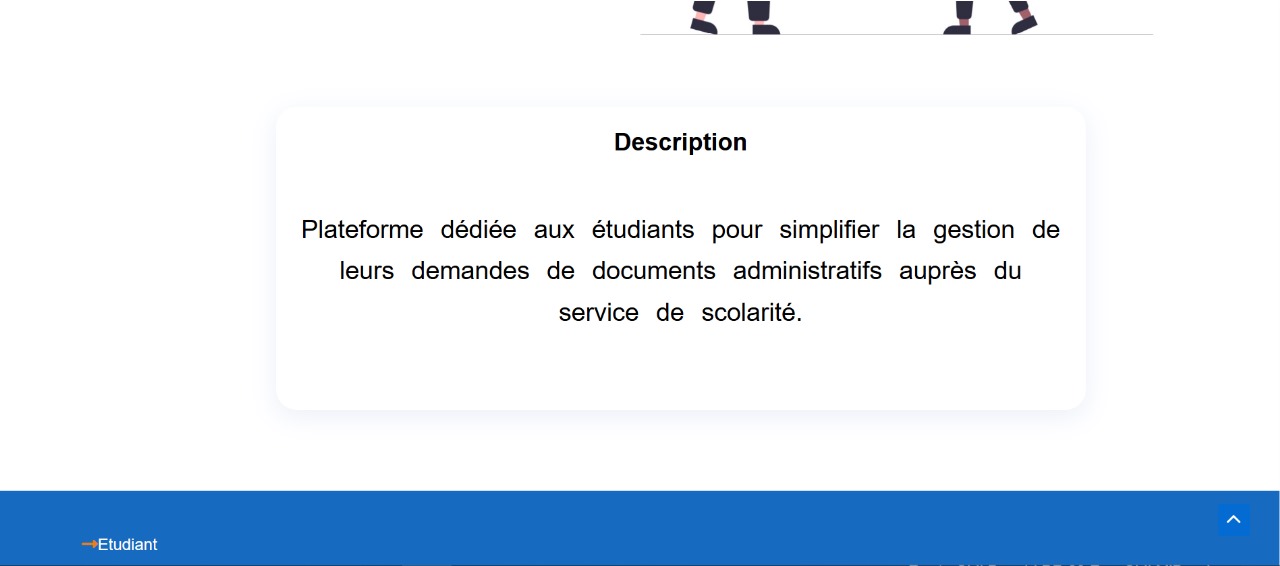 Description
Plateforme dédiée aux étudiants pour simplifier la gestion de
leurs demandes de documents administratifs auprès du
service de scolarité.
Etudiant